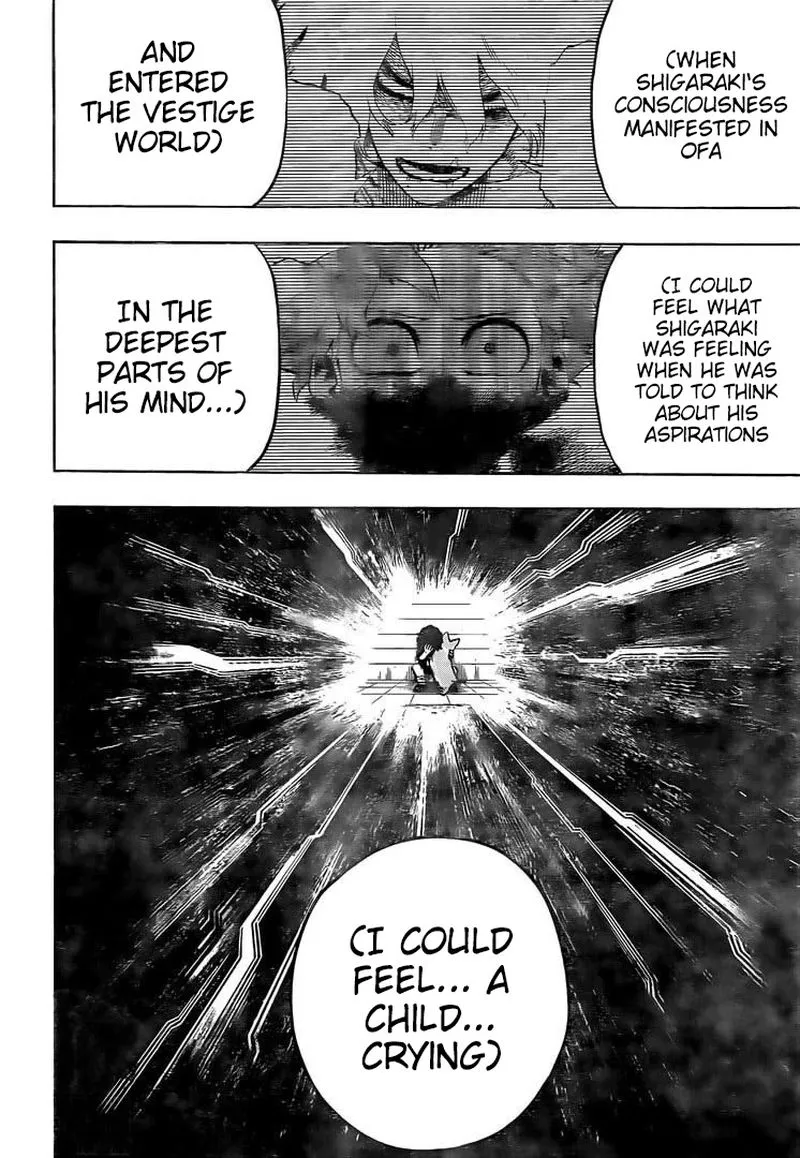 (WHEN
SHIGARAKI'S
CONSCIOUSNESS
MANIFESTED IN
OFA
AND
ENTERED
THE VESTIGE
WORLD)
(I COULD
FEEL WHAT
SHIGARAKI
WAS FEELING
WHEN HE WAS
TOLD TO THINK
ABOUT HIS
ASPIRATIONS
IN THE
DEEPEST
PARTS OF
HIS MIND...)
(I COULD
FEEL... A
CHILD...
CRYING)